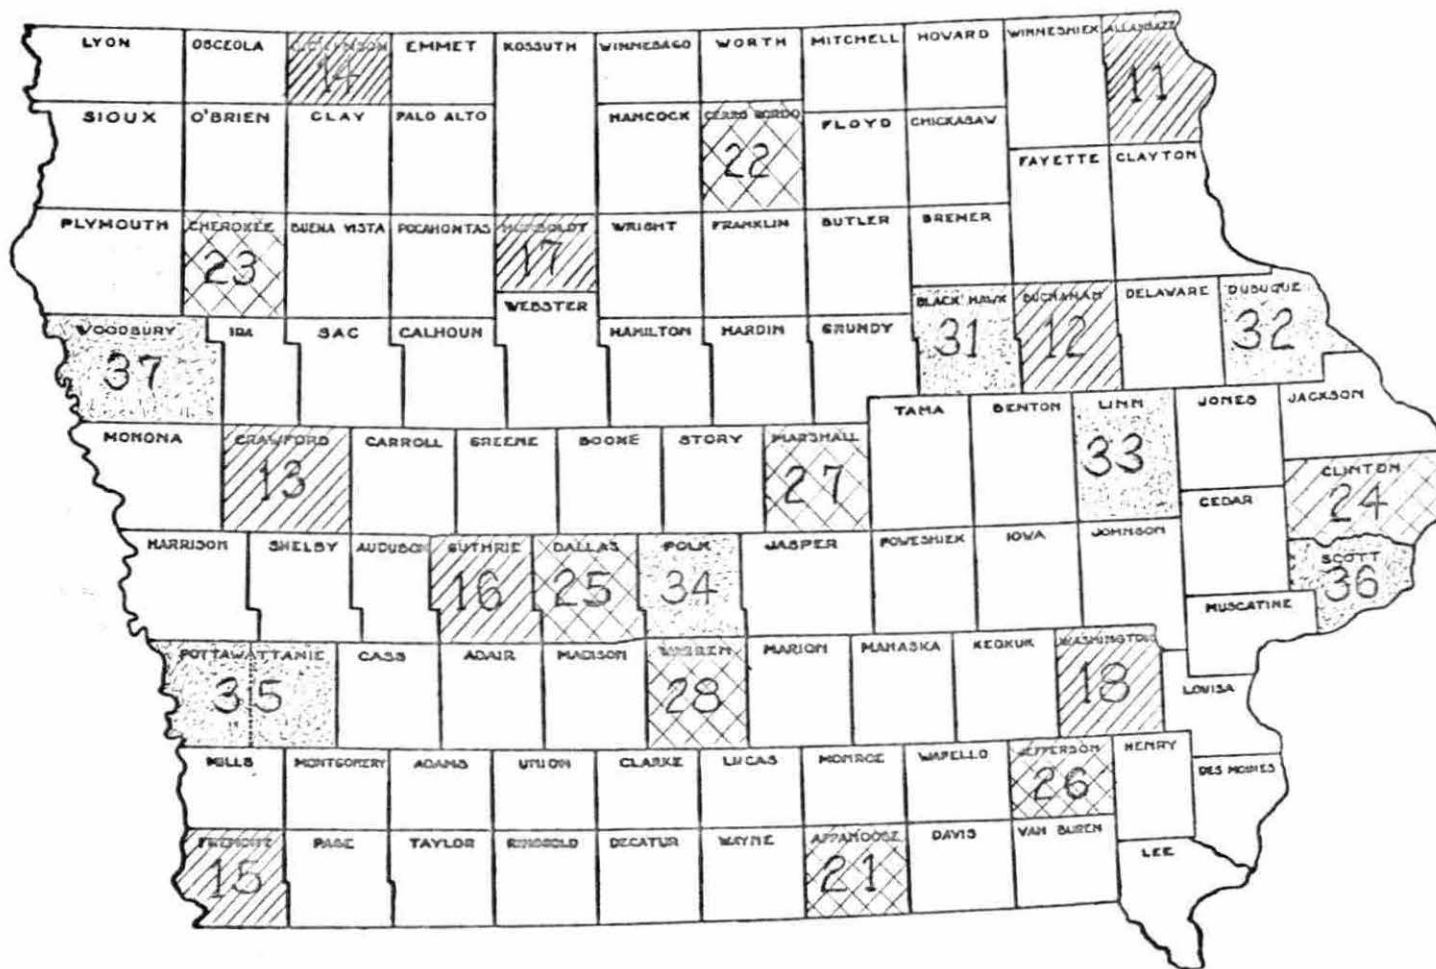 LYON OSCEOLA DICKINSON EMMET KOSSUTH WINNEBAGO WORTH MITCHELL HOWARD WINNESHIEK ALLAMAKEE
14 11
SIOUX O'BRIEN CLAY PALO ALTO HANCOCK CERRO GORDO FLOYD CHICKASAW
22
FAYETTE CLAYTON
PLYMOUTH CHEROKEE BUENA VISTA POCAHONTAS HUMBOLDT WRIGHT FRANKLIN BUTLER BREMER
23 17
WEBSTER BLACK HAWK BUCHANAN DELAWARE DUBUQUE
WOODBURY IDA SAC CALHOUN HAMILTON HARDIN GRUNDY
37 31 12 32
TAMA BENTON LINN JONES JACKSON
MONONA CRAWFORD CARROLL GREENE BOONE STORY MARSHALL
13 27 33
CLINTON
24
CEDAR
HARRISON SHELBY AUDUBON GUTHRIE DALLAS POLK JASPER POWESHIEK IOWA JOHNSON
SCOTT
16 25 34 36
MUSCATINE
POTTAWATTAMIE CASS ADAIR MADISON WARREN MARION MAHASKA KEOKUK WASHINGTON
35 28 18
LOUISA
MILLS MONTGOMERY ADAMS UNION CLARKE LUCAS MONROE WAPELLO JEFFERSON HENRY
DES MOINES
26
FREMONT PAGE TAYLOR RINGGOLD DECATUR WAYNE APPANOOSE DAVIS VAN BUREN
LEE
15 21